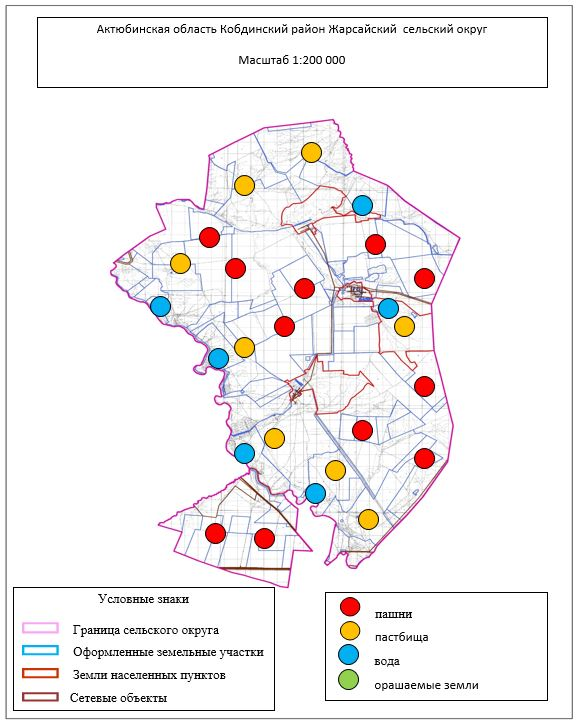 Актюбинская область Кобдинский район Жарсайский сельский округ
Масштаб 1:200 000
Условные знаки
Граница сельского округа
Оформленные земельные участки
Земли населенных пунктов
Сетевые объекты
пашни
пастбища
вода
орашаемые земли